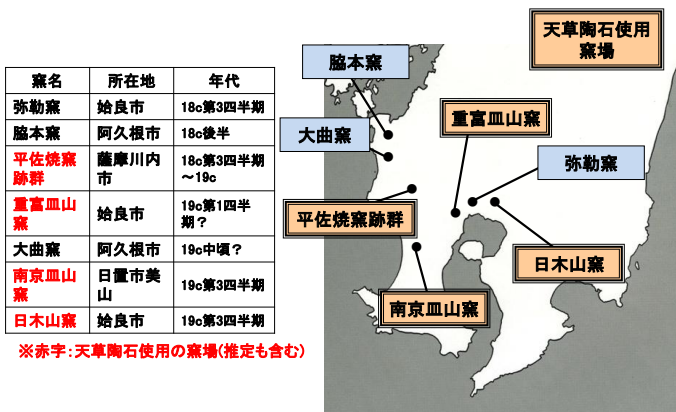 窯名 所在地 年代
弥勒窯 姶良市 18c第3四半期
脇本窯 阿久根市 18c後半
平佐焼窯
跡群
薩摩川内
市
18c第3四半期
～19c
重富皿山
窯
姶良市
19c第1四半
期？
大曲窯 阿久根市 19c中頃？
南京皿山
窯
日置市美
山
19c第3四半期
日木山窯 姶良市 19c第3四半期
※赤字：天草陶石使用の窯場(推定も含む)
天草陶石使用
窯場
脇本窯
重富皿山窯
大曲窯
弥勒窯
平佐焼窯跡群
日木山窯
南京皿山窯